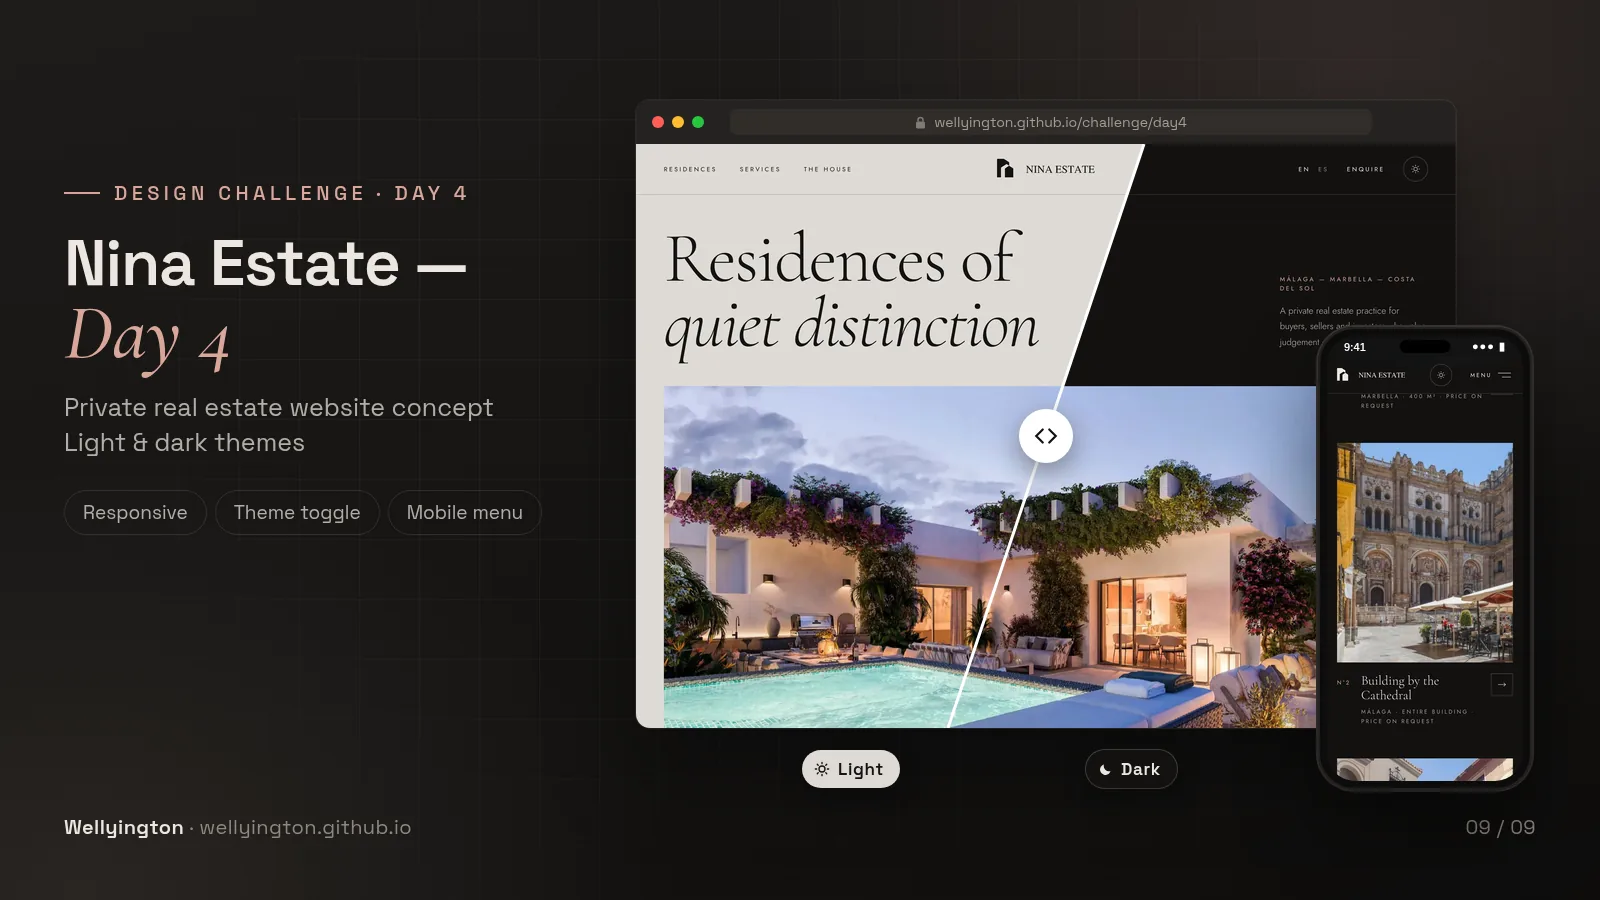 DESIGN CHALLENGE · DAY 4
Nina Estate —
Day 4
Private real estate website concept
Light & dark themes
Responsive
Theme toggle
Mobile menu
Wellyington · wellyington.github.io
wellyington.github.io/challenge/day4
RESIDENCES SERVICES THE HOUSE
NINA ESTATE
EN ES ENQUIRE
Residences of
quiet distinction
MÁLAGA — MARBELLA — COSTA
DEL SOL
A private real estate practice for
buyers, sellers and
judgement
Light
Dark
9:41
NINA ESTATE
MENU
MARBELLA · 400 M² · PRICE ON
REQUEST
N°2
Building by the
Cathedral
→
MÁLAGA · ENTIRE BUILDING
PRICE ON REQUEST
09 / 09